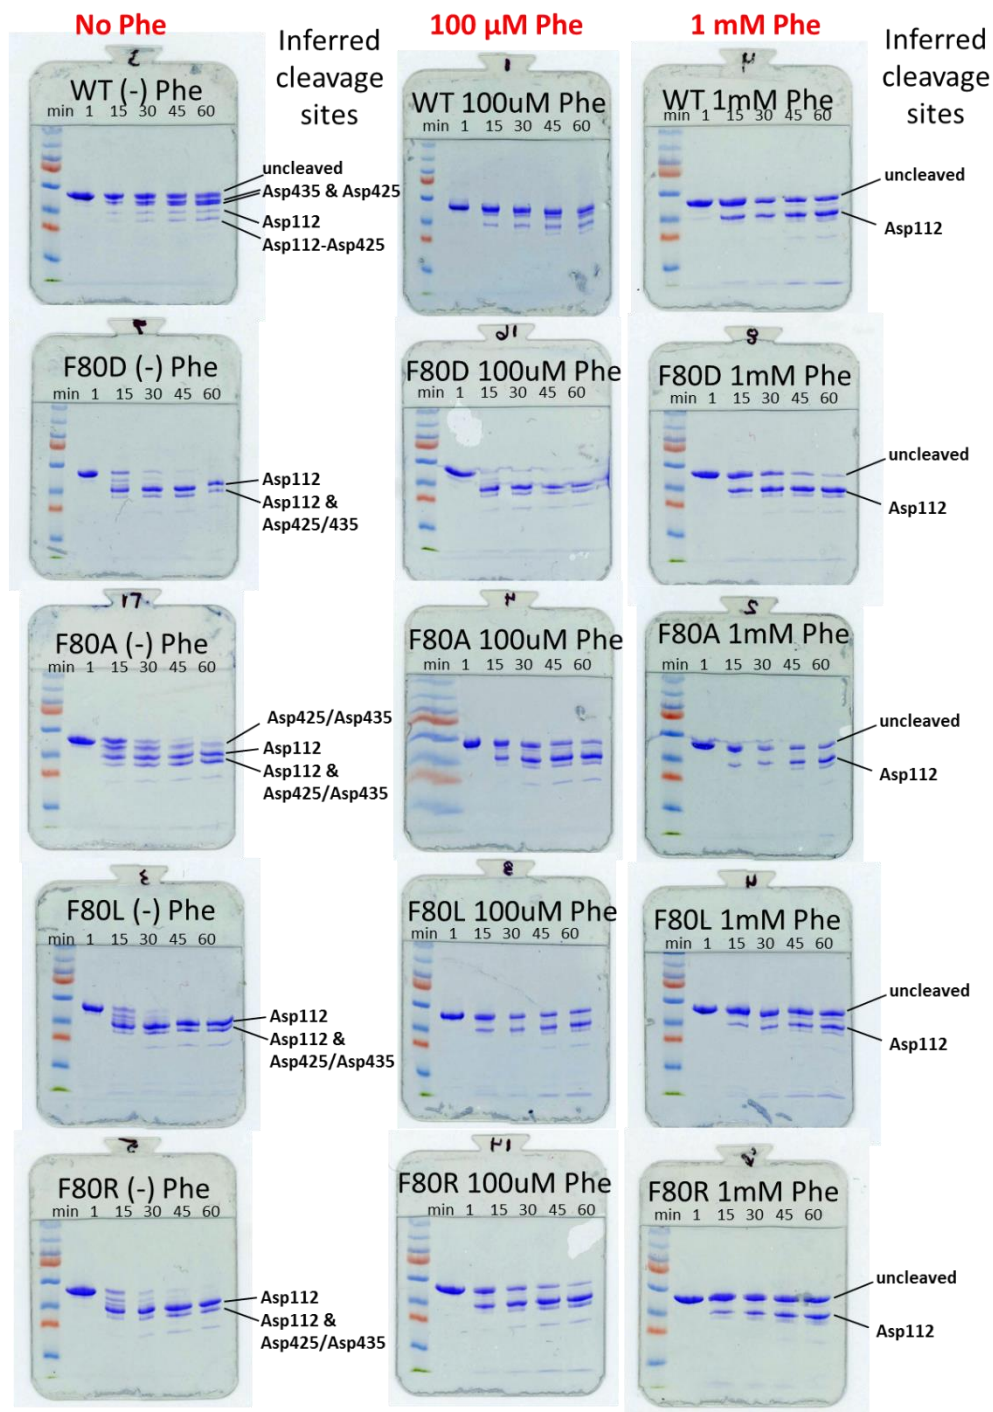 No Phe
Inferred
cleavage
sites
100 µM Phe
1 mM Phe
Inferred
cleavage
sites
WT (-) Phe
min 1 15 30 45 60
uncleaved
Asp435 & Asp425
Asp112
Asp112-Asp425
WT 100uM Phe
min 1 15 30 45 60
WT 1mM Phe
min 1 15 30 45 60
uncleaved
Asp112
F80D (-) Phe
min 1 15 30 45 60
Asp112
Asp112 &
Asp425/435
F80D 100uM Phe
min 1 15 30 45 60
F80D 1mM Phe
min 1 15 30 45 60
uncleaved
Asp112
F80A (-) Phe
min 1 15 30 45 60
Asp425/Asp435
Asp112
Asp112 &
Asp425/Asp435
F80A 100uM Phe
min 1 15 30 45 60
F80A 1mM Phe
min 1 15 30 45 60
uncleaved
Asp112
F80L (-) Phe
min 1 15 30 45 60
Asp112
Asp112 &
Asp425/Asp435
F80L 100uM Phe
min 1 15 30 45 60
F80L 1mM Phe
min 1 15 30 45 60
uncleaved
Asp112
F80R (-) Phe
min 1 15 30 45 60
Asp112
Asp112 &
Asp425/Asp435
F80R 100uM Phe
min 1 15 30 45 60
F80R 1mM Phe
min 1 15 30 45 60
uncleaved
Asp112